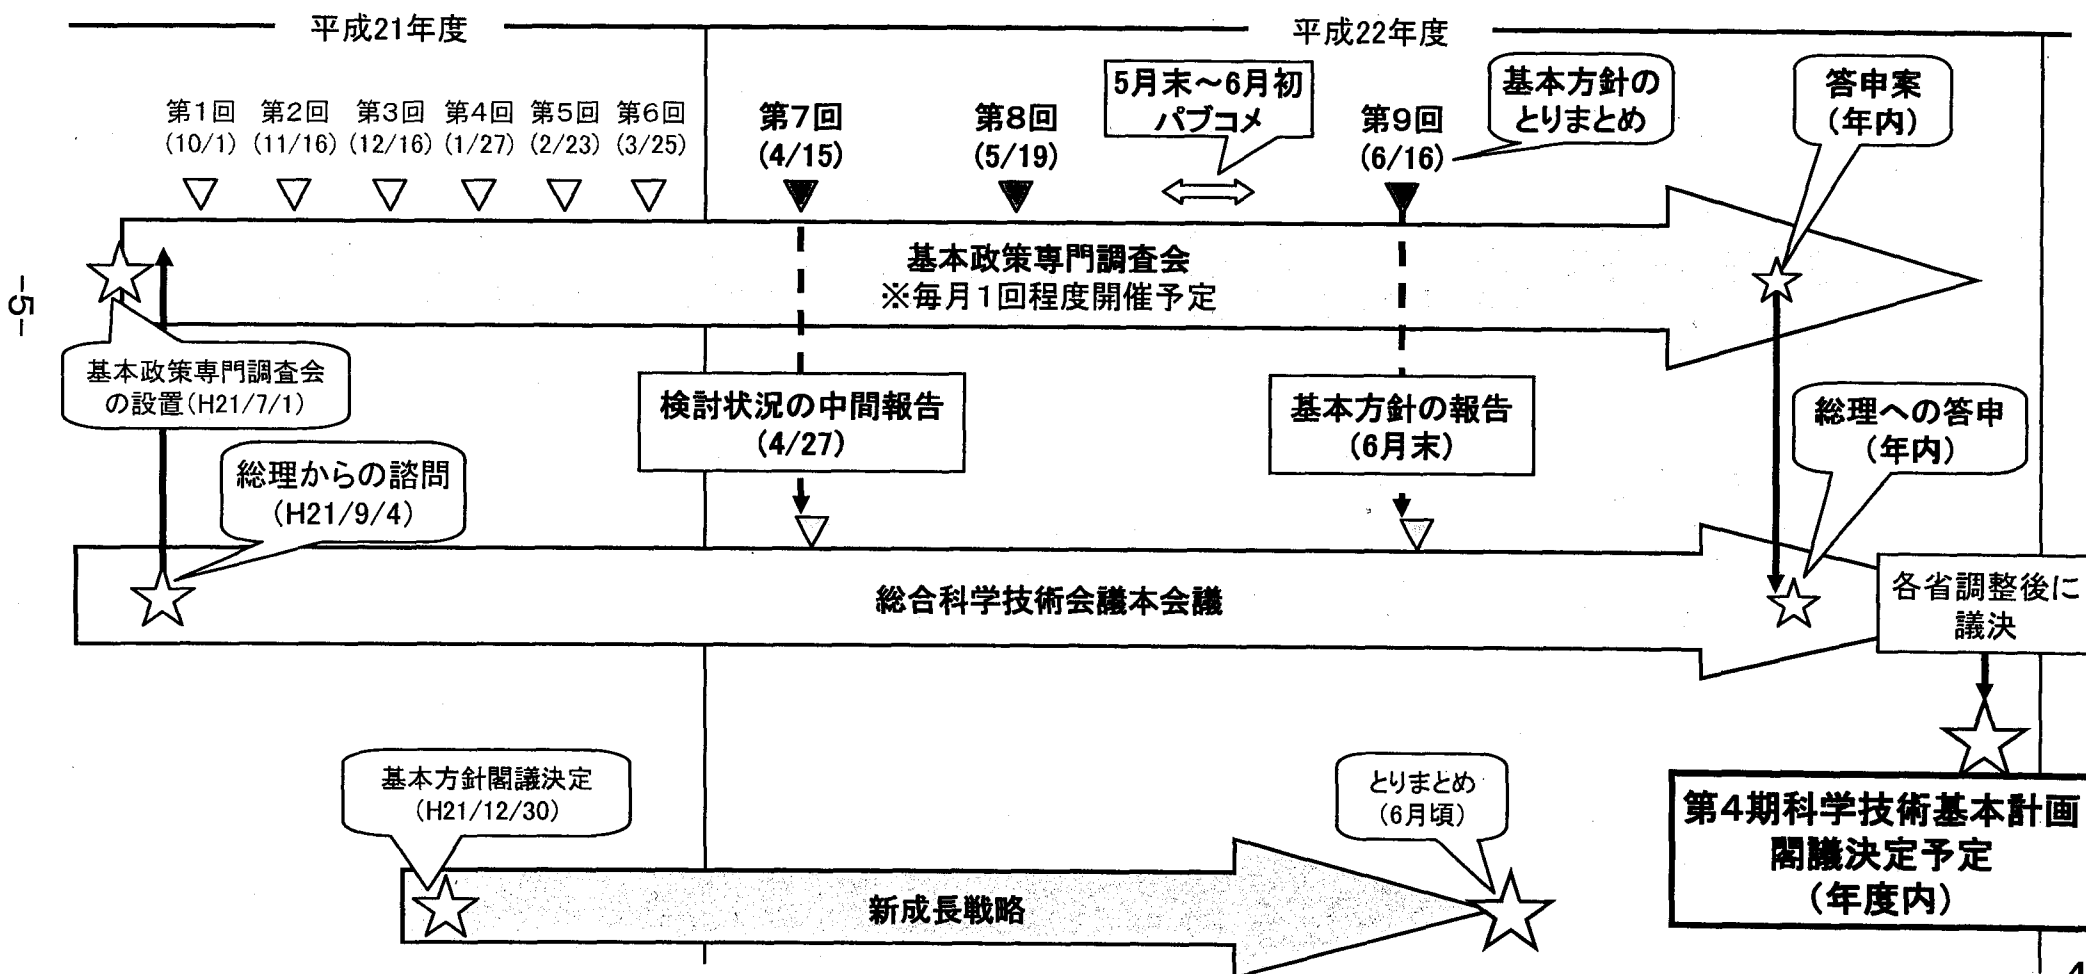 平成21年度
平成22年度
第1回
(10/1)
第2回
(11/16)
第3回
(12/16)
第4回
(1/27)
第5回
(2/23)
第6回
(3/25)
第7回
(4/15)
第8回
(5/19)
5月末～6月初
パブコメ
第9回
(6/16)
基本方針の
とりまとめ
答申案
(年内)
基本政策専門調査会
※毎月1回程度開催予定
-5-
基本政策専門調査会
の設置(H21/7/1)
検討状況の中間報告
(4/27)
基本方針の報告
(6月末)
総理への答申
(年内)
総理からの諮問
(H21/9/4)
総合科学技術会議本会議
各省調整後に
議決
基本方針閣議決定
(H21/12/30)
とりまとめ
(6月頃)
第4期科学技術基本計画
閣議決定予定
(年度内)
新成長戦略
4